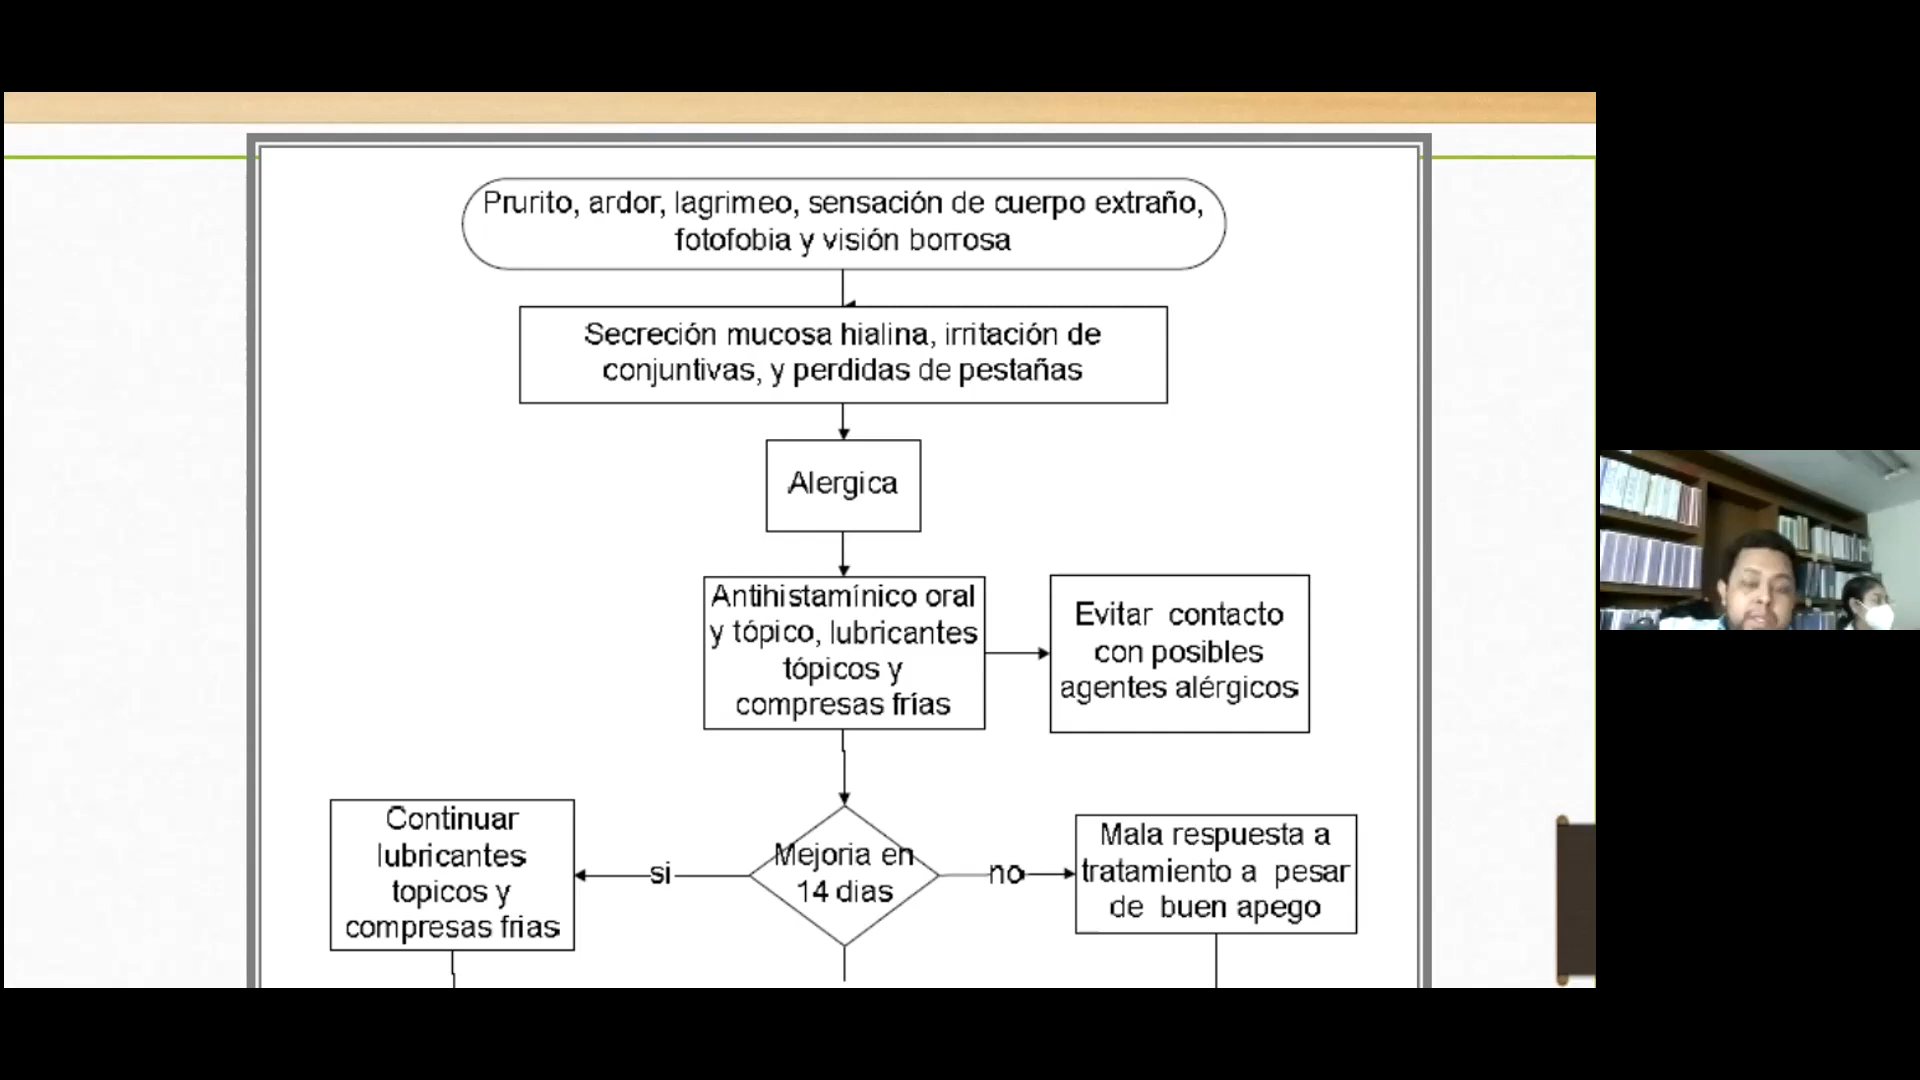 Prurito, ardor, lagrimeo, sensación de cuerpo extraño,
fotofobia y visión borrosa
Secreción mucosa hialina, irritación de
conjuntivas, y perdidas de pestañas
Alergica
Antihistamínico oral
y tópico, lubricantes
tópicos y
compresas frías
Evitar contacto
con posibles
agentes alérgicos
Continuar
lubricantes
topicos y
compresas frias
si
Mejoria en
14 dias
no
Mala respuesta a
tratamiento a pesar
de buen apego